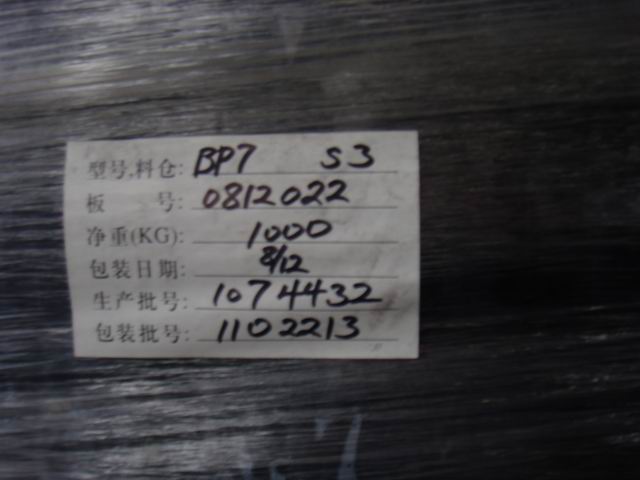 型号,料仓: BP7 S3
板 号: 0812022
净重(KG): 1000
包装日期: 8/12
生产批号: 1074432
包装批号: 1102213
7